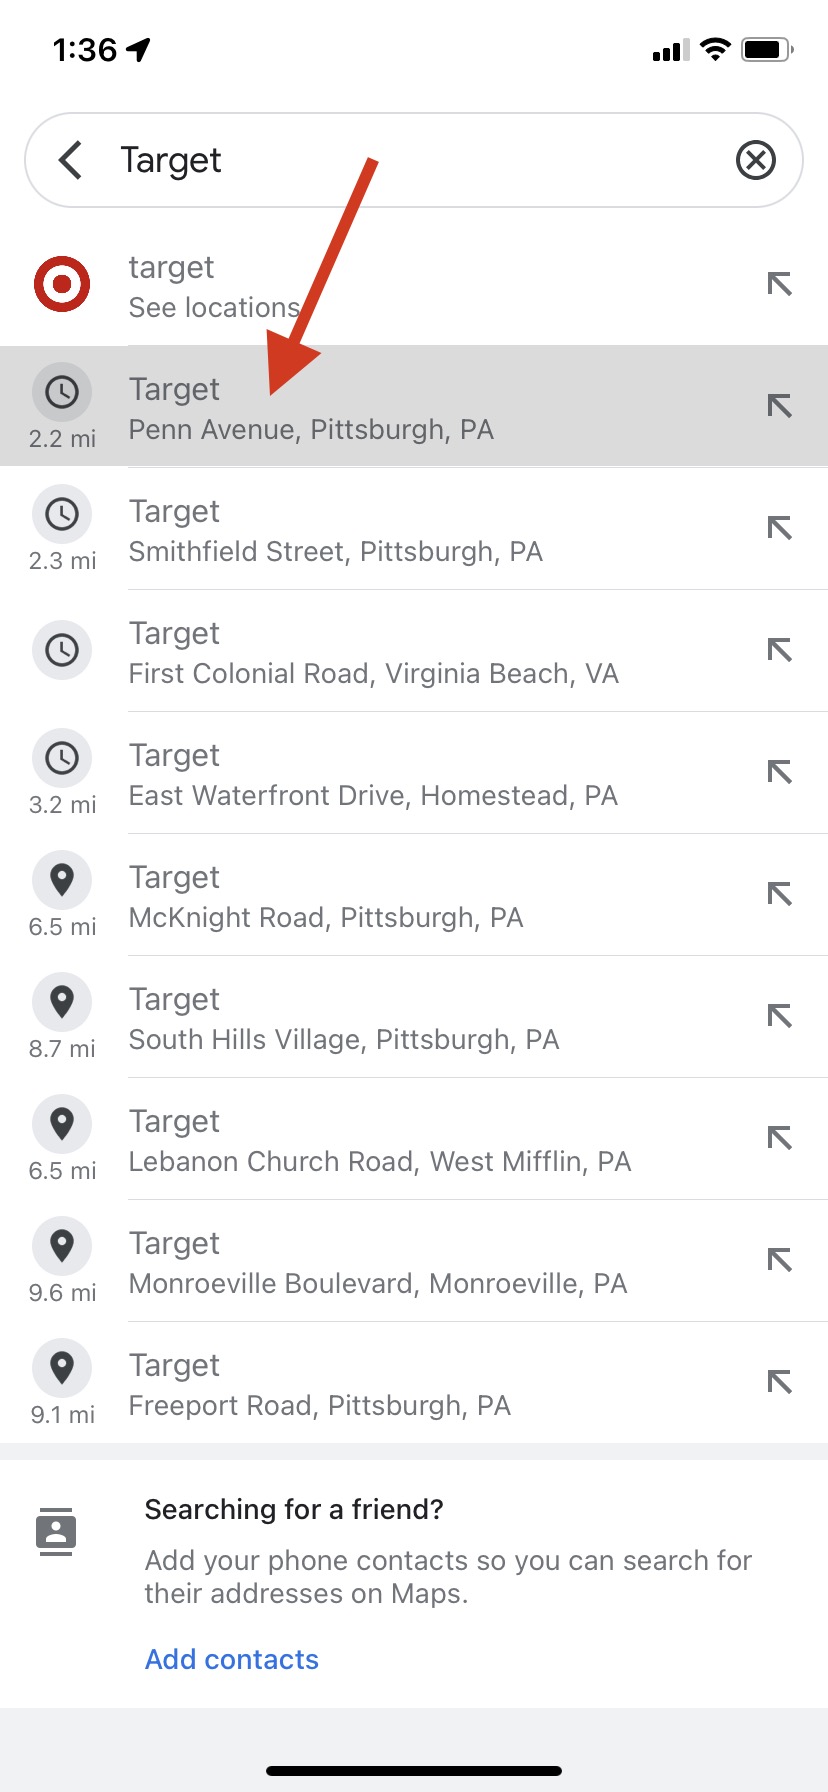 1:36
Target
target
See locations
Target
2.2 mi
Penn Avenue, Pittsburgh, PA
Target
2.3 mi
Smithfield Street, Pittsburgh, PA
Target
First Colonial Road, Virginia Beach, VA
Target
3.2 mi
East Waterfront Drive, Homestead, PA
Target
6.5 mi
McKnight Road, Pittsburgh, PA
Target
8.7 mi
South Hills Village, Pittsburgh, PA
Target
6.5 mi
Lebanon Church Road, West Mifflin, PA
Target
9.6 mi
Monroeville Boulevard, Monroeville, PA
Target
9.1 mi
Freeport Road, Pittsburgh, PA
Searching for a friend?
Add your phone contacts so you can search for
their addresses on Maps.
Add contacts